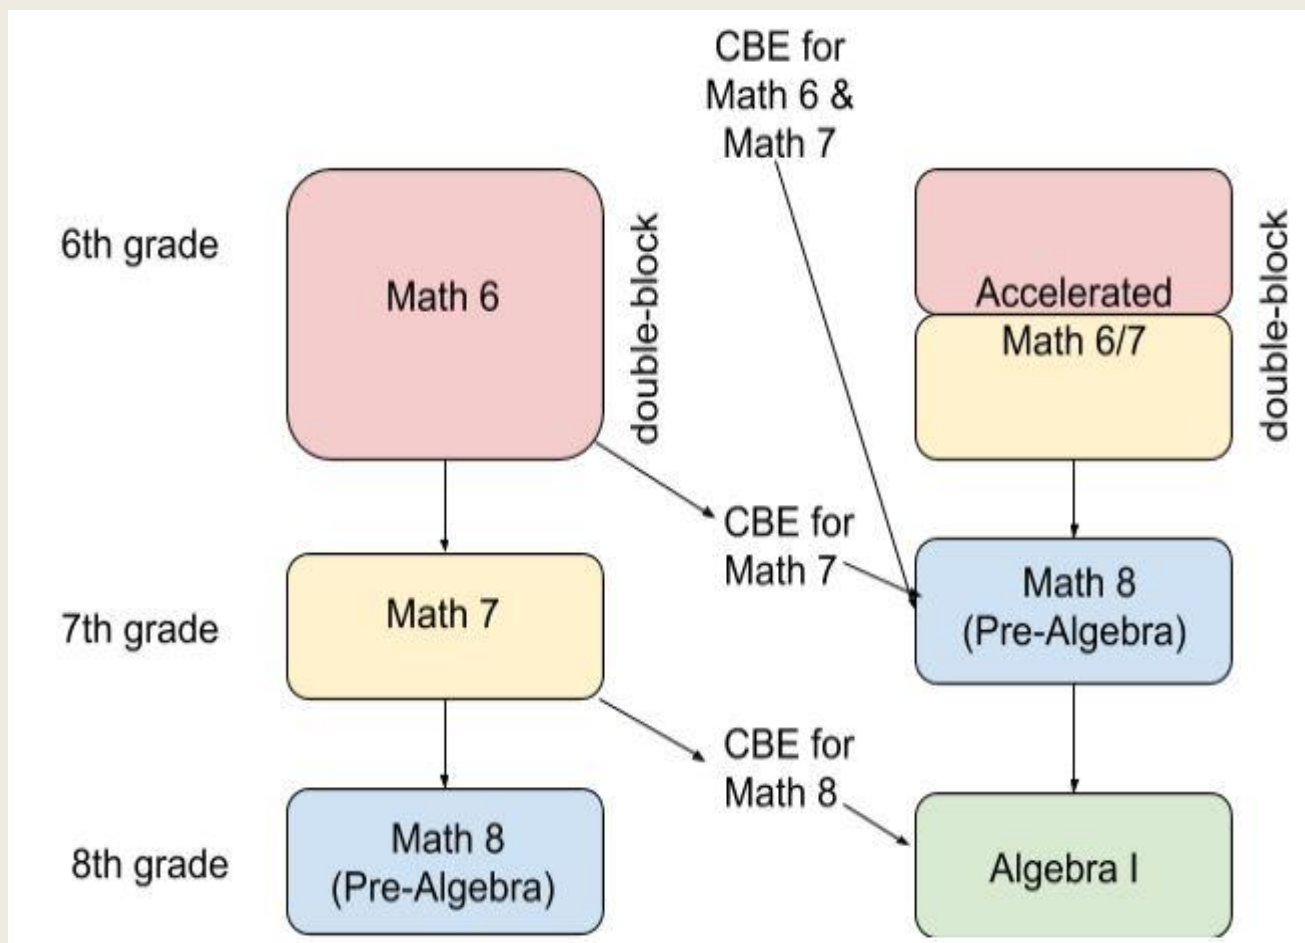 CBE for
Math 6 &
Math 7
6th grade
Math 6
double-block
Accelerated
Math 6/7
double-block
CBE for
Math 7
7th grade
Math 7
Math 8
(Pre-Algebra)
CBE for
Math 8
8th grade
Math 8
(Pre-Algebra)
Algebra I